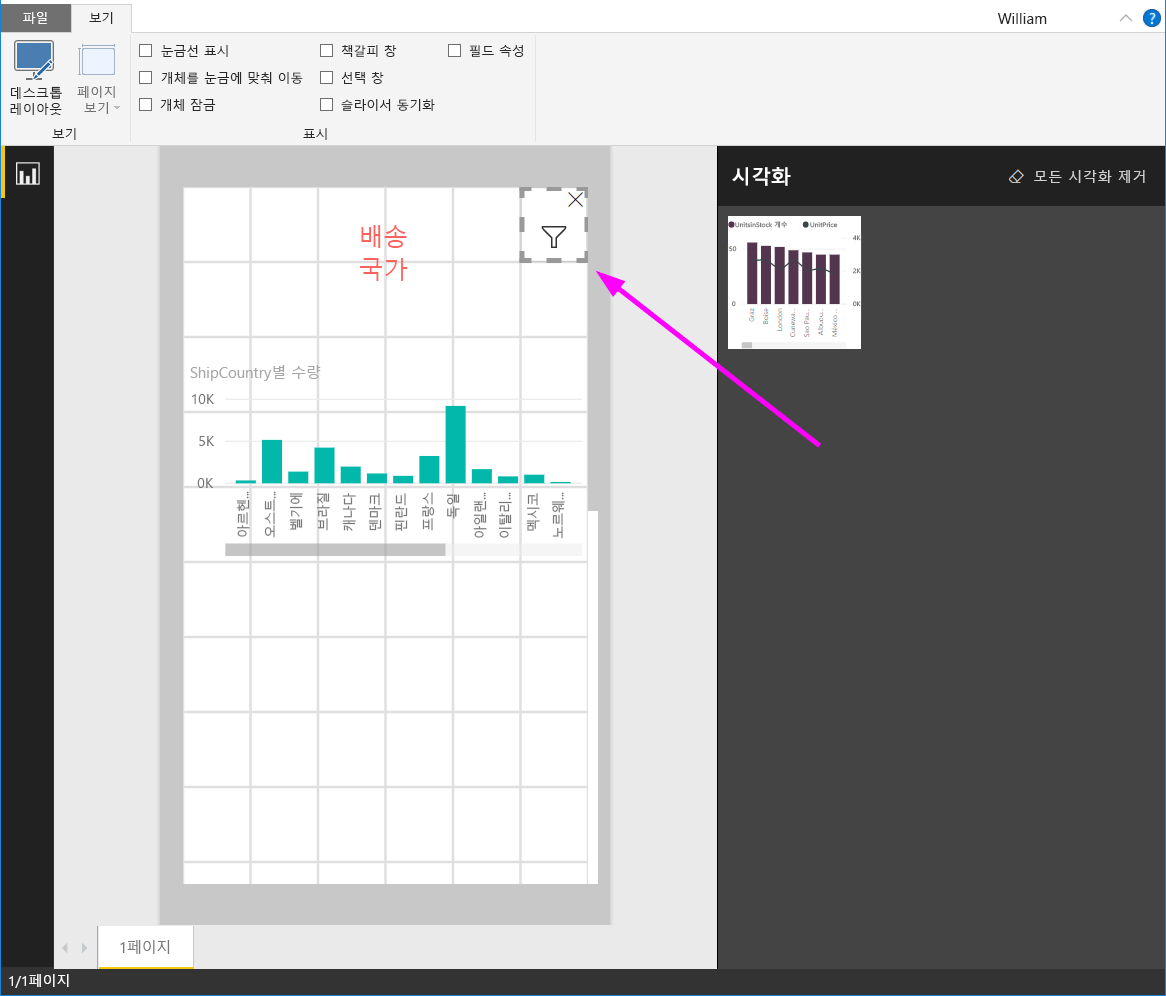 파일
보기
William
?
데스크톱
레이아웃
페이지
보기
보기
눈금선 표시
개체를 눈금에 맞춰 이동
개체 잠금
책갈피 창
선택 창
슬라이서 동기화
필드 속성
표시
배송
국가
ShipCountry별 수량
10K
5K
0K
아르헨...
오스트...
벨기에
브라질
캐나다
덴마크
핀란드
프랑스
독일
아일랜...
이탈리...
멕시코
노르웨...
시각화
모든 시각화 제거
UnitsInStock 개수
UnitPrice
50
0
4K
2K
0K
Graz
Boise
London
Cunewa...
Sao Pau...
Albuqu...
México ...
1페이지
1/1페이지